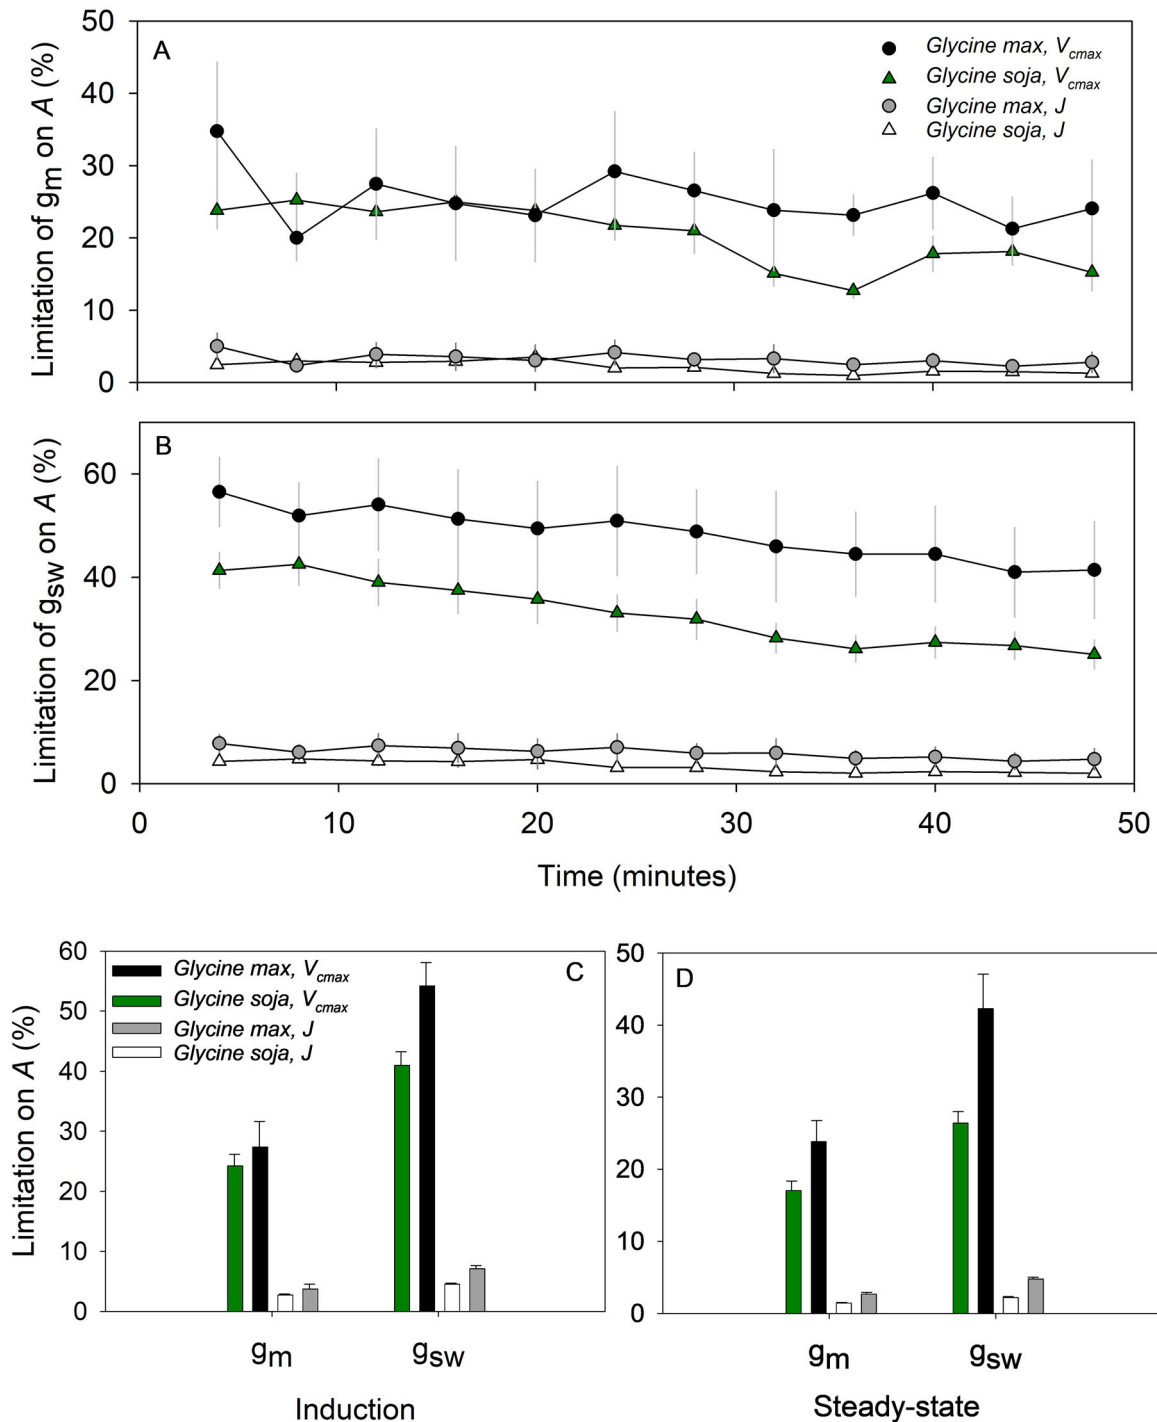 50
40
30
20
10
0
Limitation of gm on A (%)
A
Glycine max, Vcmax
Glycine soja, Vcmax
Glycine max, J
Glycine soja, J
60
40
20
0
Limitation of gsw on A (%)
B
0 10 20 30 40 50
Time (minutes)
60
50
40
30
20
10
0
Limitation on A (%)
Glycine max, Vcmax
Glycine soja, Vcmax
Glycine max, J
Glycine soja, J
C
gm gsw
Induction
50
40
30
20
10
0
D
gm gsw
Steady-state